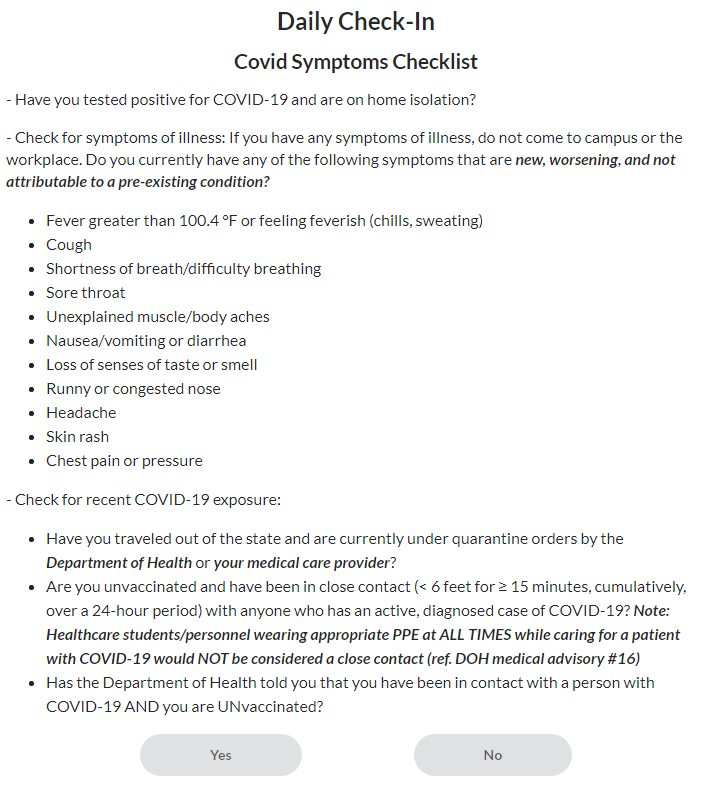 Daily Check-In
Covid Symptoms Checklist
- Have you tested positive for COVID-19 and are on home isolation?
- Check for symptoms of illness: If you have any symptoms of illness, do not come to campus or the
workplace. Do you currently have any of the following symptoms that are new, worsening, and not
attributable to a pre-existing condition?
• Fever greater than 100.4 °F or feeling feverish (chills, sweating)
• Cough
• Shortness of breath/difficulty breathing
• Sore throat
• Unexplained muscle/body aches
• Nausea/vomiting or diarrhea
• Loss of senses of taste or smell
• Runny or congested nose
• Headache
• Skin rash
• Chest pain or pressure
- Check for recent COVID-19 exposure:
• Have you traveled out of the state and are currently under quarantine orders by the
Department of Health or your medical care provider?
• Are you unvaccinated and have been in close contact (< 6 feet for ≥ 15 minutes, cumulatively,
over a 24-hour period) with anyone who has an active, diagnosed case of COVID-19? Note:
Healthcare students/personnel wearing appropriate PPE at ALL TIMES while caring for a patient
with COVID-19 would NOT be considered a close contact (ref. DOH medical advisory #16)
• Has the Department of Health told you that you have been in contact with a person with
COVID-19 AND you are UNvaccinated?
Yes
No